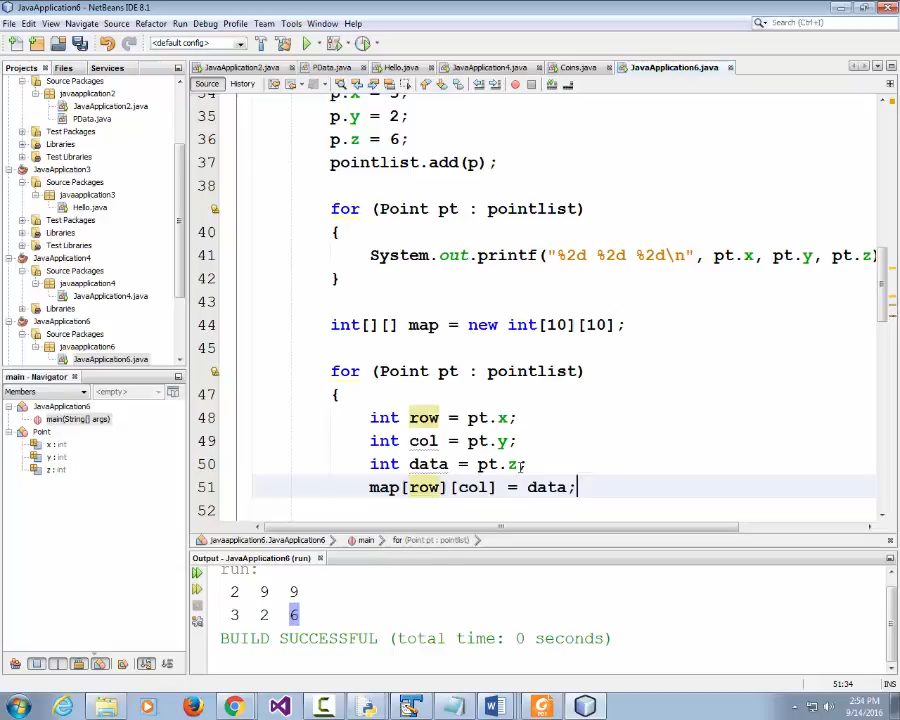 JavaApplication6 - NetBeans IDE 8.1
File Edit View Navigate Source Refactor Run Debug Profile Team Tools Window Help
<default config>
Search (Ctrl+I)
Projects Files Services
Source Packages
javaapplication2
JavaApplication2.java
PData.java
Test Packages
Libraries
Test Libraries
JavaApplication3
Source Packages
javaapplication3
Hello.java
Test Packages
Libraries
Test Libraries
JavaApplication4
Source Packages
javaapplication4
JavaApplication4.java
Libraries
JavaApplication6
Source Packages
javaapplication6
JavaApplication6.java
main - Navigator
Members <empty>
JavaApplication6
main(String[] args)
Point
x : int
y : int
z : int
JavaApplication2.java PData.java Hello.java JavaApplication4.java Coins.java JavaApplication6.java
Source History
34 p.x = 3;
35 p.y = 2;
36 p.z = 6;
37 pointlist.add(p);
38
for (Point pt : pointlist)
40 {
41 System.out.printf("%2d %2d %2d\n", pt.x, pt.y, pt.z)
42 }
43
44 int[][] map = new int[10][10];
45
for (Point pt : pointlist)
47 {
48 int row = pt.x;
49 int col = pt.y;
50 int data = pt.z;
51 map[row][col] = data;
52
javaapplication6.JavaApplication6 main for (Point pt : pointlist)
Output - JavaApplication6 (run)
run:
2 9 9
3 2 6
BUILD SUCCESSFUL (total time: 0 seconds)
51:34 INS
2:54 PM
9/14/2016